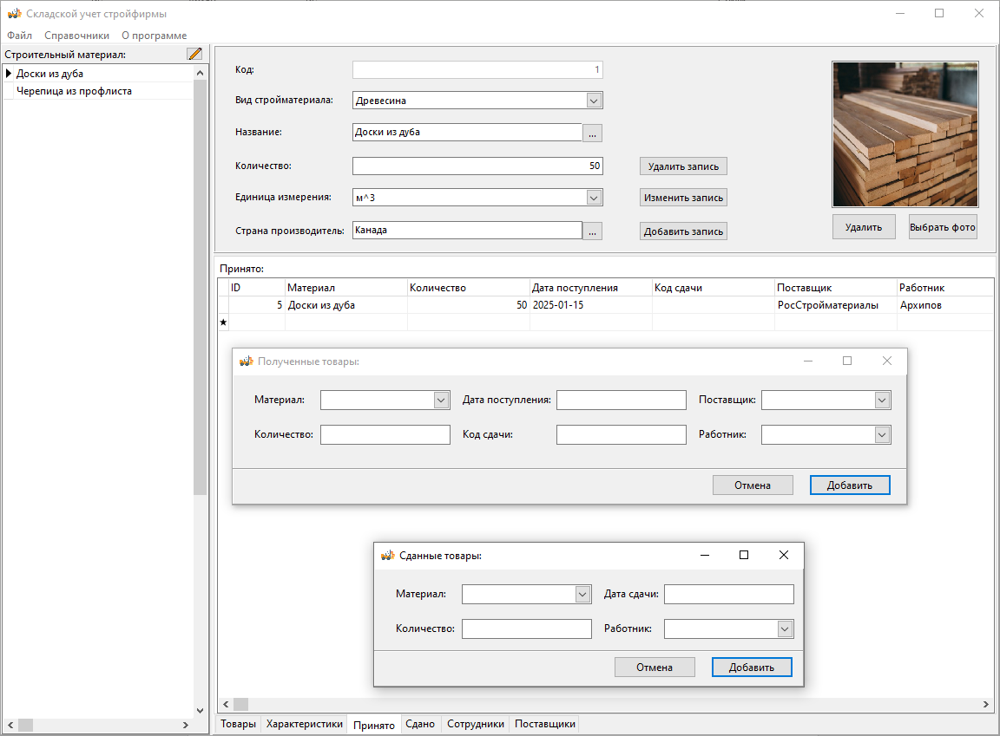 Складской учет стройфирмы
Файл Справочники О программе
Строительный материал:
Доски из дуба
Черепица из профлиста
Код: 1
Вид стройматериала: Древесина
Название: Доски из дуба ...
Количество: 50 Удалить запись
Единица измерения: м^3 Изменить запись
Страна производитель: Канада ... Добавить запись
Удалить Выбрать фото
Принято:
ID Материал Количество Дата поступления Код сдачи Поставщик Работник
5 Доски из дуба 50 2025-01-15 РосСтройматериалы Архипов
Полученные товары:
Материал: Дата поступления: Поставщик:
Количество: Код сдачи: Работник:
Отмена Добавить
Сданные товары:
Материал: Дата сдачи:
Количество: Работник:
Отмена Добавить
Товары Характеристики Принято Сдано Сотрудники Поставщики